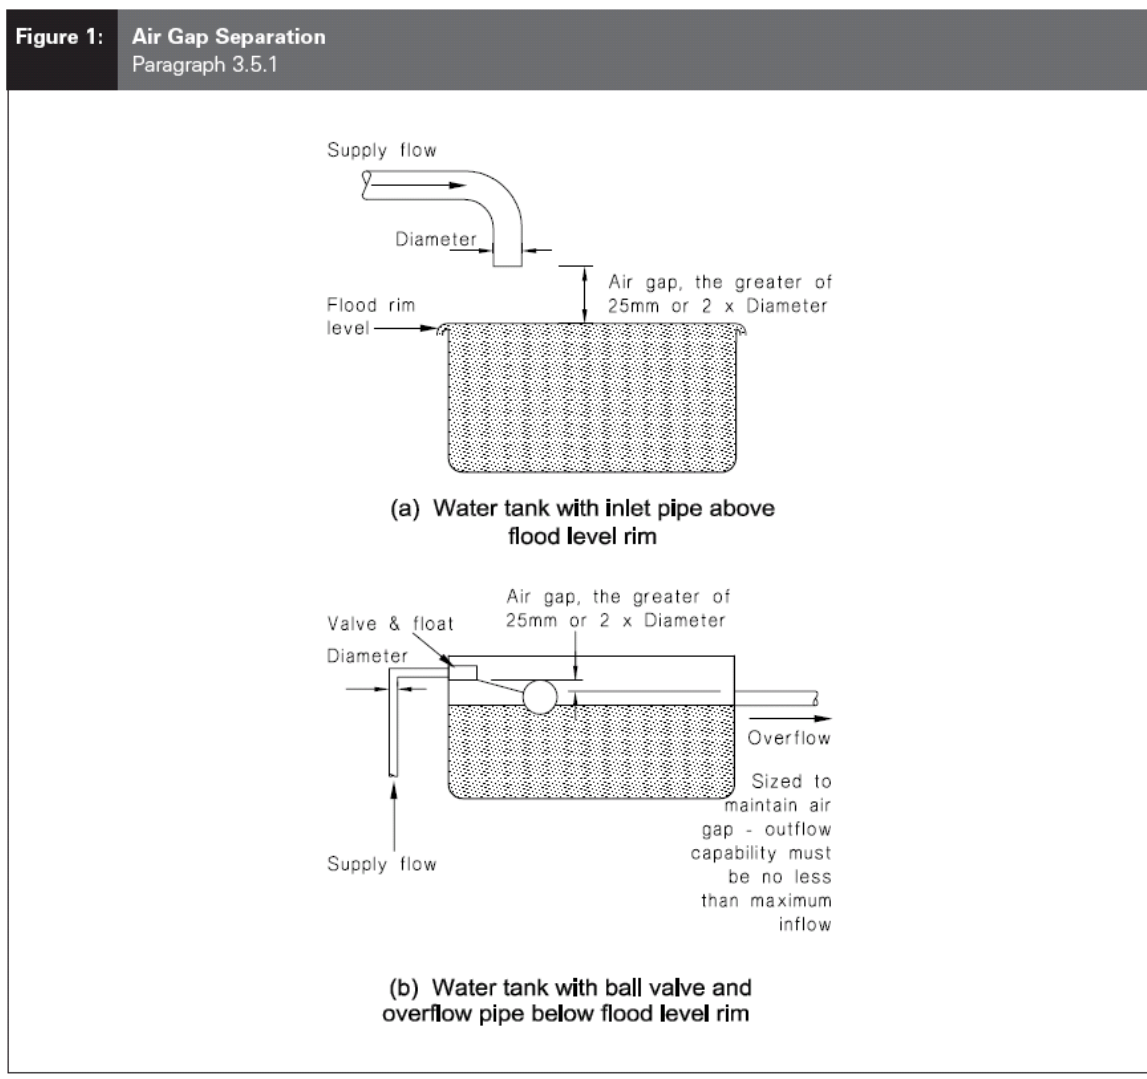 Figure 1:
Air Gap Separation
Paragraph 3.5.1
Supply flow
Diameter
Air gap, the greater of
25mm or 2 x Diameter
Flood rim
level
(a) Water tank with inlet pipe above
flood level rim
Air gap, the greater of
25mm or 2 x Diameter
Valve & float
Diameter
Overflow
Sized to
maintain air
gap - outflow
capability must
be no less
than maximum
inflow
Supply flow
(b) Water tank with ball valve and
overflow pipe below flood level rim